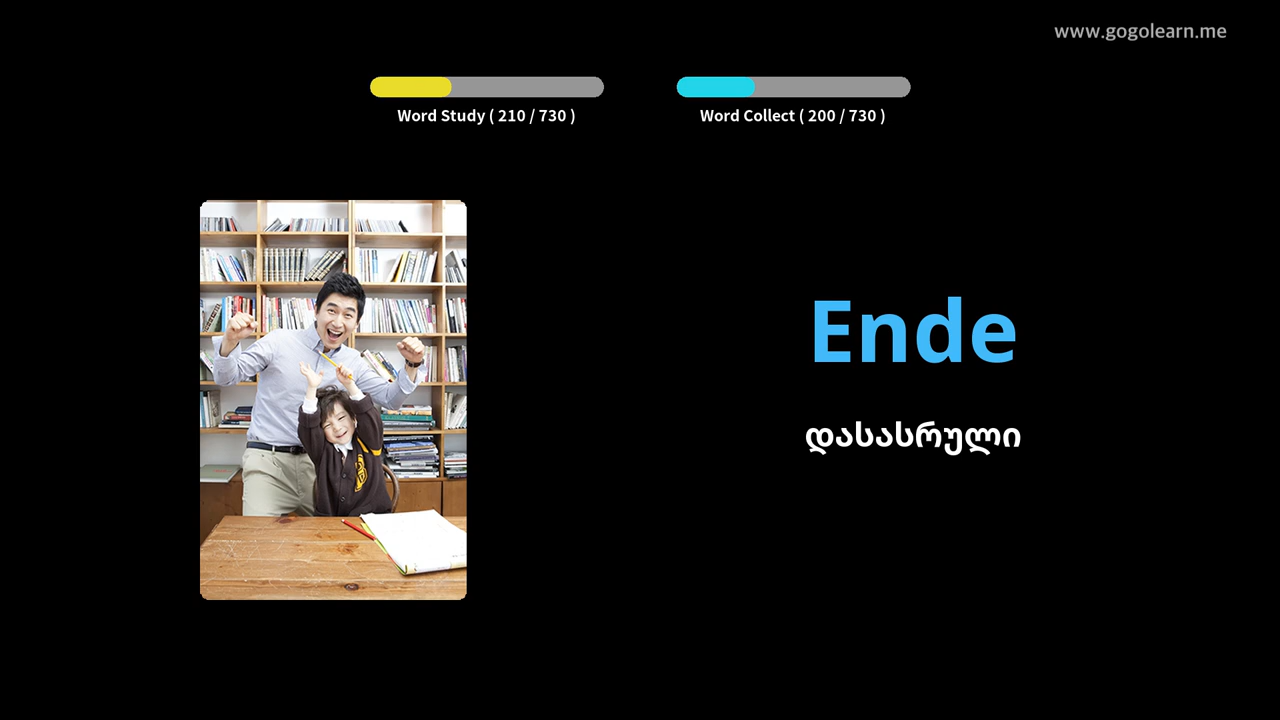 www.gogolearn.me
Word Study ( 210 / 730 )
Word Collect ( 200 / 730 )
Ende
დასასრული